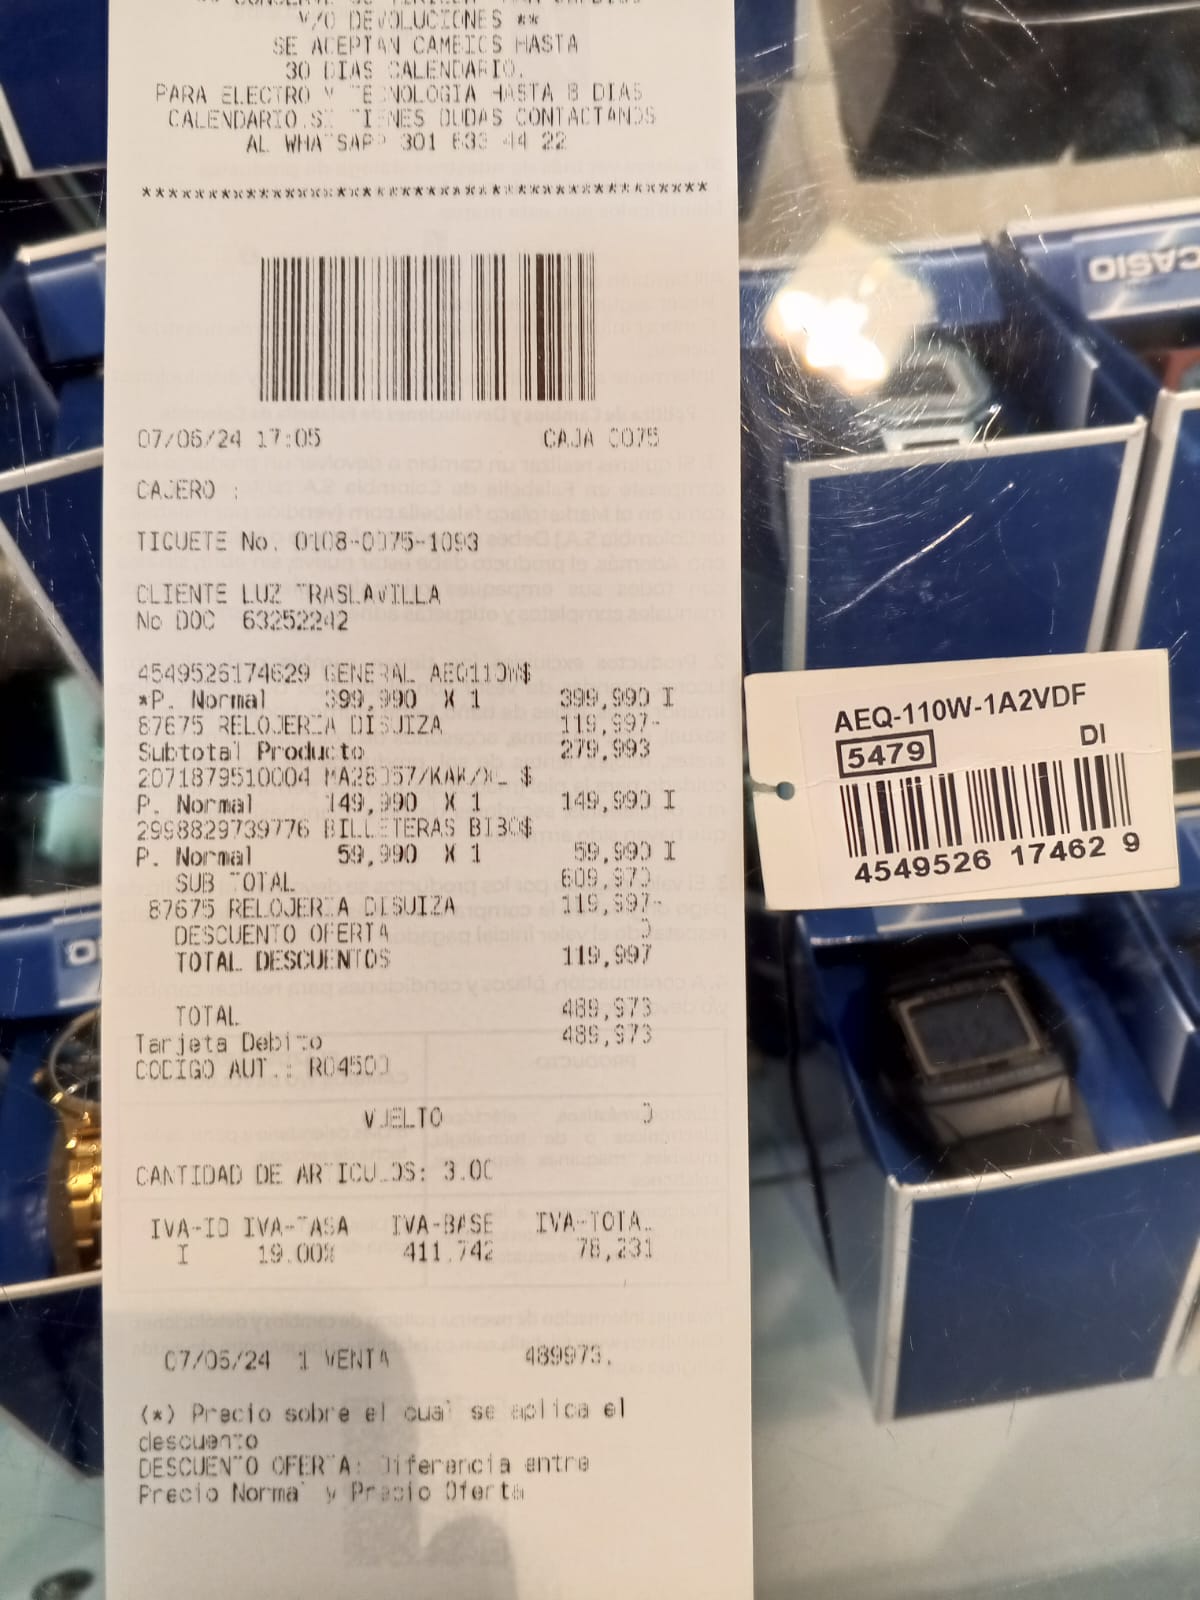 Y/O DEVOLUCIONES **
SE ACEPTAN CAMBIOS HASTA
30 DIAS CALENDARIO.
PARA ELECTRO Y TECNOLOGIA HASTA 8 DIAS
CALENDARIO.SI TIENES DUDAS CONTACTANOS
AL WHATSAPP 301 633 44 22
07/06/24 17:05 CAJA 0075
CAJERO :
TICUETE No. 0108-0075-1093
CLIENTE LUZ TRASLAVILLA
No DOC 63252242
4549526174629 GENERAL AEQ110W$
*P. Normal 399,990 X 1 399,990 I
87675 RELOJERIA DISUIZA 119,997-
Subtotal Producto 279,993
2071879510004 MA28057/KAK/XL $
P. Normal 149,990 X 1 149,990 I
2998829739776 BILLETERAS BIBO$
P. Normal 59,990 X 1 59,990 I
SUB TOTAL 609,970
87675 RELOJERIA DISUIZA 119,997-
DESCUENTO OFERTA 0
TOTAL DESCUENTOS 119,997
TOTAL 489,973
Tarjeta Debito 489,973
CODIGO AUT.: R04500
VUELTO 0
CANTIDAD DE ARTICULOS: 3.00
IVA-ID IVA-TASA IVA-BASE IVA-TOTAL
I 19.00% 411,742 78,231
07/06/24 1 VENTA 489973.
(*) Precio sobre el cual se aplica el
descuento
DESCUENTO OFERTA: Diferencia entre
Precio Normal y Precio Oferta
CASIO
AEQ-110W-1A2VDF
5479 DI
4549526 17462 9